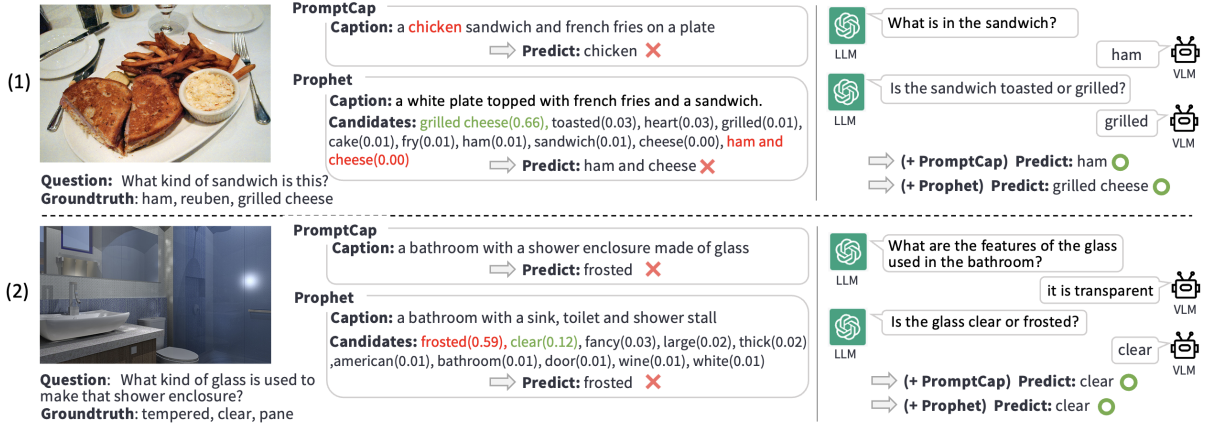 (1)
PromptCap
Caption: a chicken sandwich and french fries on a plate
Predict: chicken
Prophet
Caption: a white plate topped with french fries and a sandwich.
Candidates: grilled cheese(0.66), toasted(0.03), heart(0.03), grilled(0.01),
cake(0.01), fry(0.01), ham(0.01), sandwich(0.01), cheese(0.00), ham and
cheese(0.00)
Predict: ham and cheese
Question: What kind of sandwich is this?
Groundtruth: ham, reuben, grilled cheese
What is in the sandwich?
LLM
ham
VLM
Is the sandwich toasted or grilled?
LLM
grilled
VLM
(+ PromptCap) Predict: ham
(+ Prophet) Predict: grilled cheese
(2)
PromptCap
Caption: a bathroom with a shower enclosure made of glass
Predict: frosted
Prophet
Caption: a bathroom with a sink, toilet and shower stall
Candidates: frosted(0.59), clear(0.12), fancy(0.03), large(0.02), thick(0.02)
,american(0.01), bathroom(0.01), door(0.01), wine(0.01), white(0.01)
Predict: frosted
Question: What kind of glass is used to
make that shower enclosure?
Groundtruth: tempered, clear, pane
What are the features of the glass
used in the bathroom?
LLM
it is transparent
VLM
Is the glass clear or frosted?
LLM
clear
VLM
(+ PromptCap) Predict: clear
(+ Prophet) Predict: clear